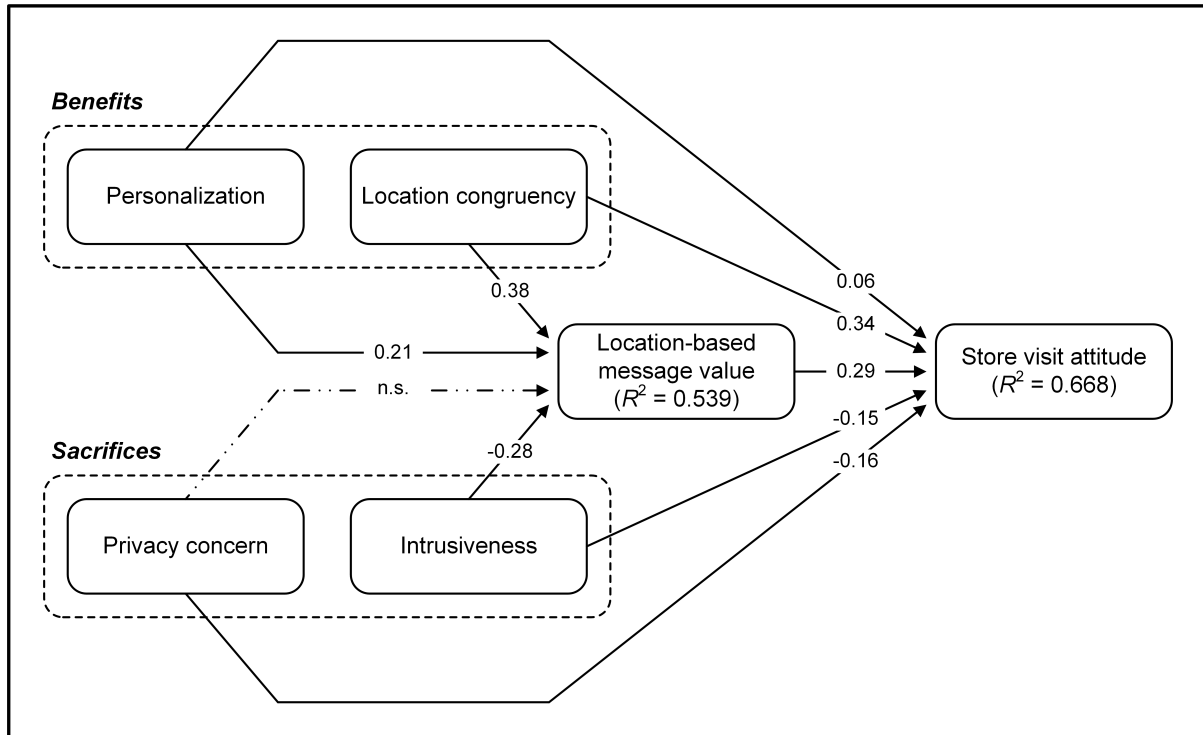 Benefits
Personalization
Location congruency
0.06
0.38
0.34
0.21
Location-based
message value
(R² = 0.539)
0.29
Store visit attitude
(R² = 0.668)
n.s.
-0.15
Sacrifices
-0.28
-0.16
Privacy concern
Intrusiveness